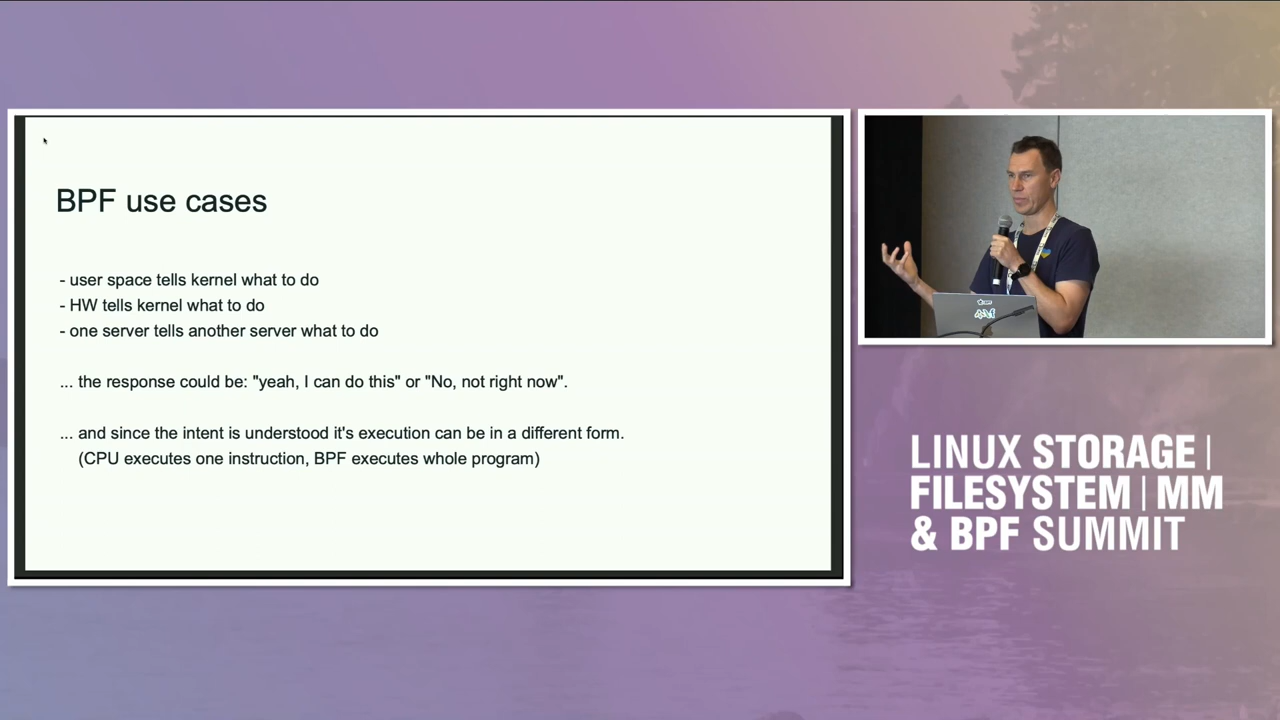 BPF use cases
- user space tells kernel what to do
- HW tells kernel what to do
- one server tells another server what to do
... the response could be: "yeah, I can do this" or "No, not right now".
... and since the intent is understood it's execution can be in a different form.
(CPU executes one instruction, BPF executes whole program)
LINUX STORAGE |
FILESYSTEM | MM
& BPF SUMMIT